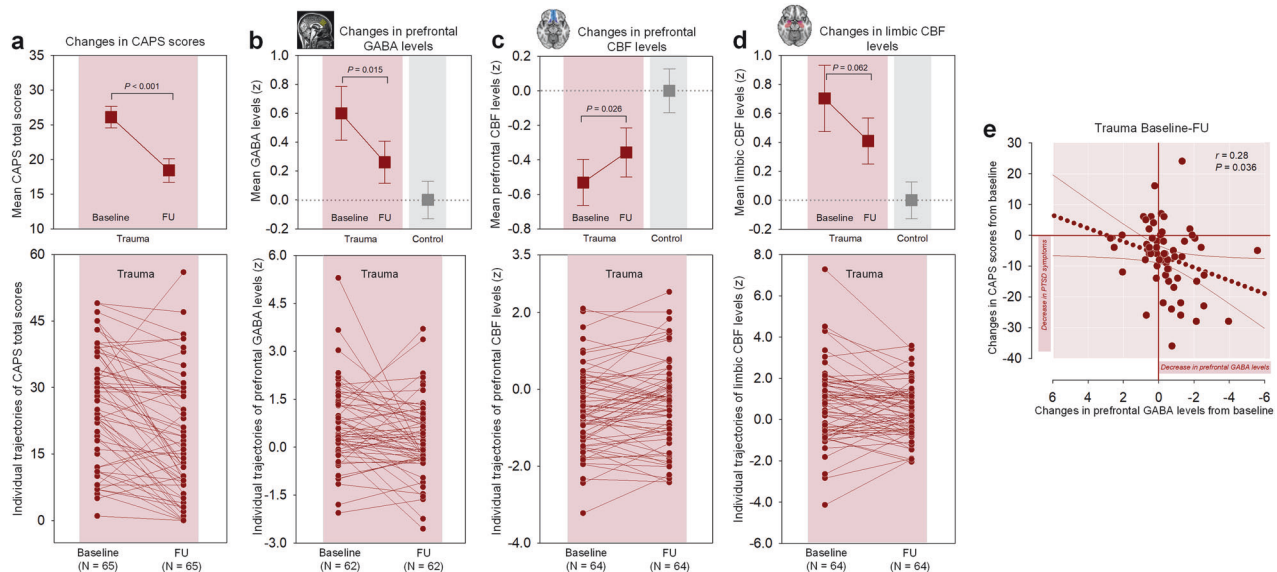 a
Changes in CAPS scores
Mean CAPS total scores
35
30
25
20
15
10
P < 0.001
Baseline
FU
Trauma
Individual trajectories of CAPS total scores
60
45
30
15
0
Trauma
Baseline
(N = 65)
FU
(N = 65)
b
Changes in prefrontal
GABA levels
Mean GABA levels (z)
1.0
0.8
0.6
0.4
0.2
0.0
-0.2
P = 0.015
Baseline
FU
Trauma
Control
Individual trajectories of prefrontal GABA levels (z)
6.0
4.5
3.0
1.5
0.0
-1.5
-3.0
Trauma
Baseline
(N = 62)
FU
(N = 62)
c
Changes in prefrontal
CBF levels
Mean prefrontal CBF levels (z)
0.2
0.0
-0.2
-0.4
-0.6
-0.8
P = 0.026
Baseline
FU
Trauma
Control
Individual trajectories of prefrontal CBF levels (z)
3.5
2.0
0.0
-2.0
-4.0
Trauma
Baseline
(N = 64)
FU
(N = 64)
d
Changes in limbic CBF
levels
Mean limbic CBF levels (z)
1.0
0.8
0.6
0.4
0.2
0.0
-0.2
P = 0.062
Baseline
FU
Trauma
Control
Individual trajectories of limbic CBF levels (z)
8.0
6.0
4.0
2.0
0.0
-2.0
-4.0
-6.0
Trauma
Baseline
(N = 64)
FU
(N = 64)
e
Trauma Baseline-FU
Changes in CAPS scores from baseline
30
20
10
0
-10
-20
-30
-40
r = 0.28
P = 0.036
Decrease in PTSD symptoms
Decrease in prefrontal GABA levels
6
4
2
0
-2
-4
-6
Changes in prefrontal GABA levels from baseline